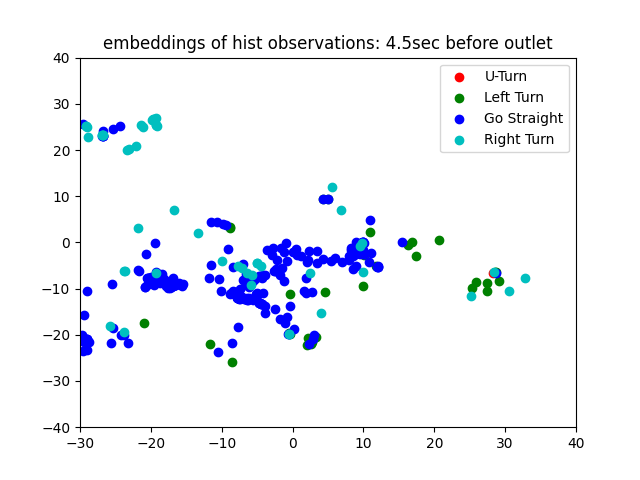 embeddings of hist observations: 4.5sec before outlet
U-Turn
Left Turn
Go Straight
Right Turn
40
30
20
10
0
−10
−20
−30
−40
−30 −20 −10 0 10 20 30 40